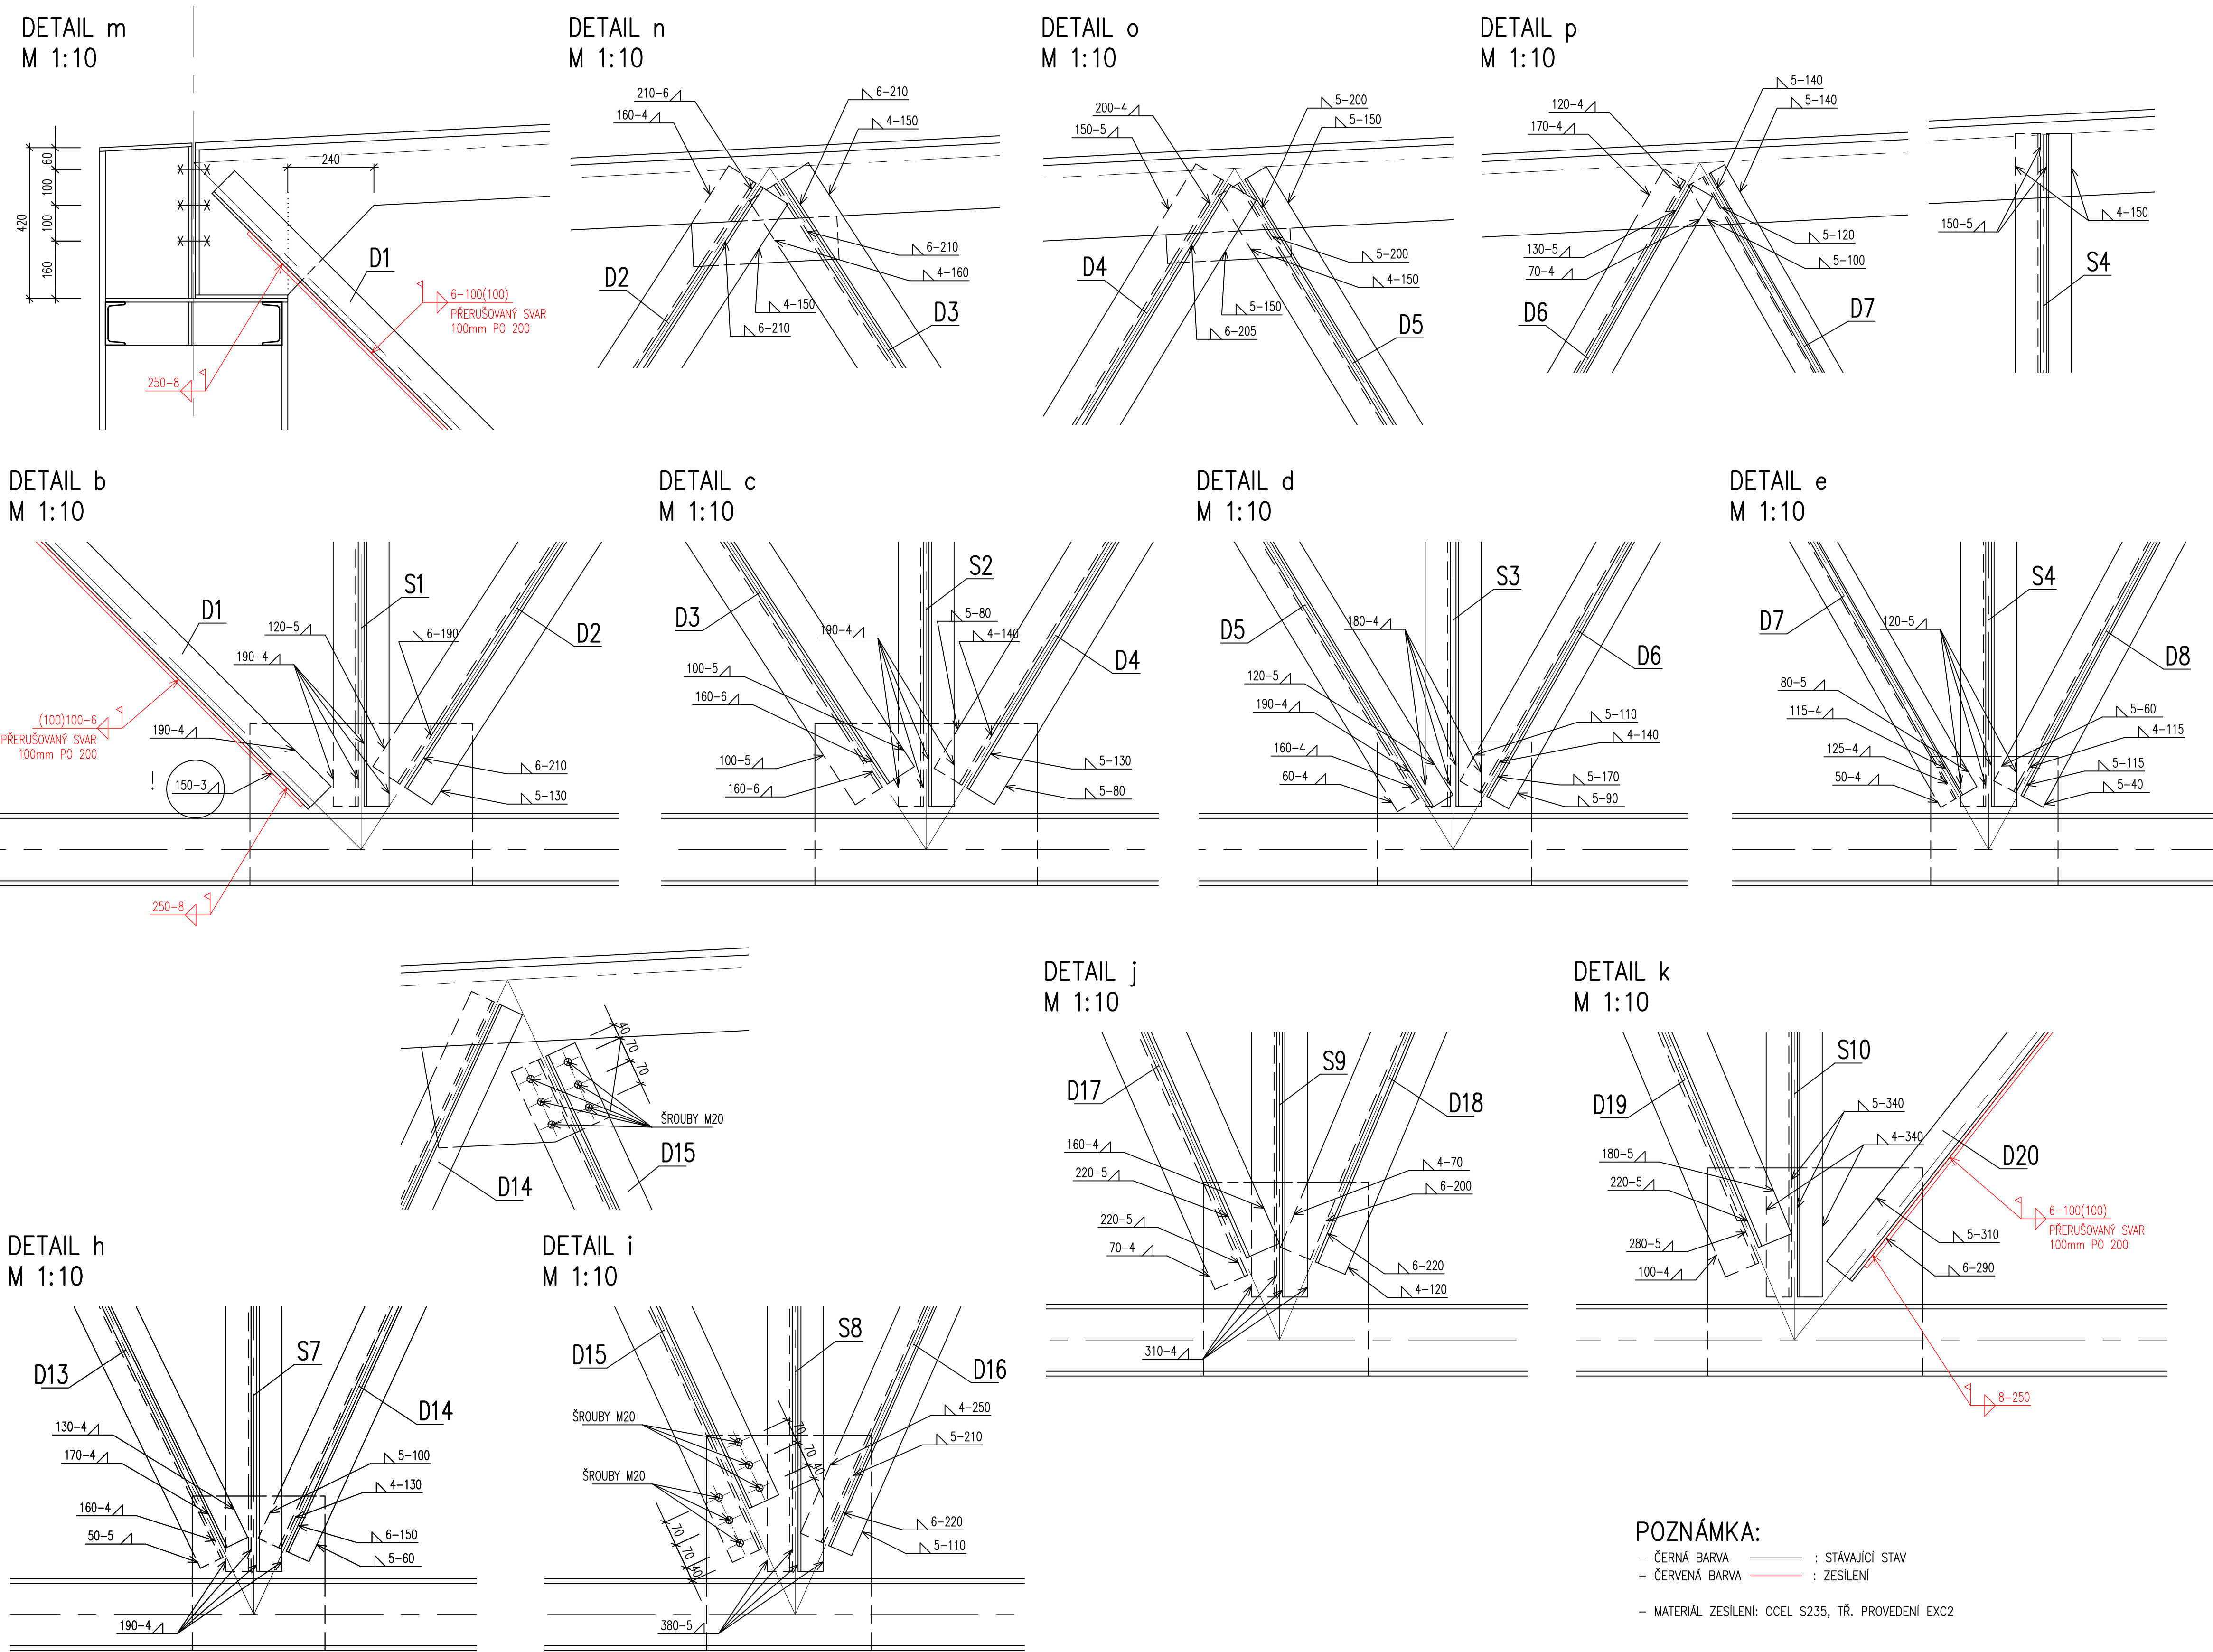 DETAIL m
M 1:10
60
100
100
160
420
240
D1
6-100(100)
PŘERUŠOVANÝ SVAR
100mm PO 200
250-8
DETAIL n
M 1:10
210-6
160-4
6-210
4-150
D2
6-210
4-160
4-150
6-210
D3
DETAIL o
M 1:10
200-4
150-5
5-200
5-150
D4
5-200
4-150
5-150
6-205
D5
DETAIL p
M 1:10
120-4
170-4
5-140
5-140
130-5
70-4
5-120
5-100
D6
D7
150-5
4-150
S4
DETAIL b
M 1:10
D1
S1
D2
120-5
190-4
6-190
(100)100-6
PŘERUŠOVANÝ SVAR
100mm PO 200
190-4
!
150-3
6-210
5-130
250-8
DETAIL c
M 1:10
D3
S2
D4
190-4
5-80
4-140
100-5
160-6
100-5
160-6
5-130
5-80
DETAIL d
M 1:10
D5
S3
D6
180-4
120-5
190-4
160-4
60-4
5-110
4-140
5-170
5-90
DETAIL e
M 1:10
D7
S4
D8
120-5
80-5
115-4
125-4
50-4
5-60
4-115
5-115
5-40
40
70
70
ŠROUBY M20
D15
D14
DETAIL j
M 1:10
D17
S9
D18
160-4
220-5
220-5
70-4
4-70
6-200
6-220
4-120
310-4
DETAIL k
M 1:10
D19
S10
D20
5-340
4-340
180-5
220-5
280-5
100-4
5-310
6-290
6-100(100)
PŘERUŠOVANÝ SVAR
100mm PO 200
8-250
DETAIL h
M 1:10
D13
S7
D14
130-4
170-4
160-4
50-5
5-100
4-130
6-150
5-60
190-4
DETAIL i
M 1:10
D15
S8
D16
ŠROUBY M20
ŠROUBY M20
70
70
40
70
70
40
4-250
5-210
6-220
5-110
380-5
POZNÁMKA:
- ČERNÁ BARVA : STÁVAJÍCÍ STAV
- ČERVENÁ BARVA : ZESÍLENÍ
- MATERIÁL ZESÍLENÍ: OCEL S235, TŘ. PROVEDENÍ EXC2